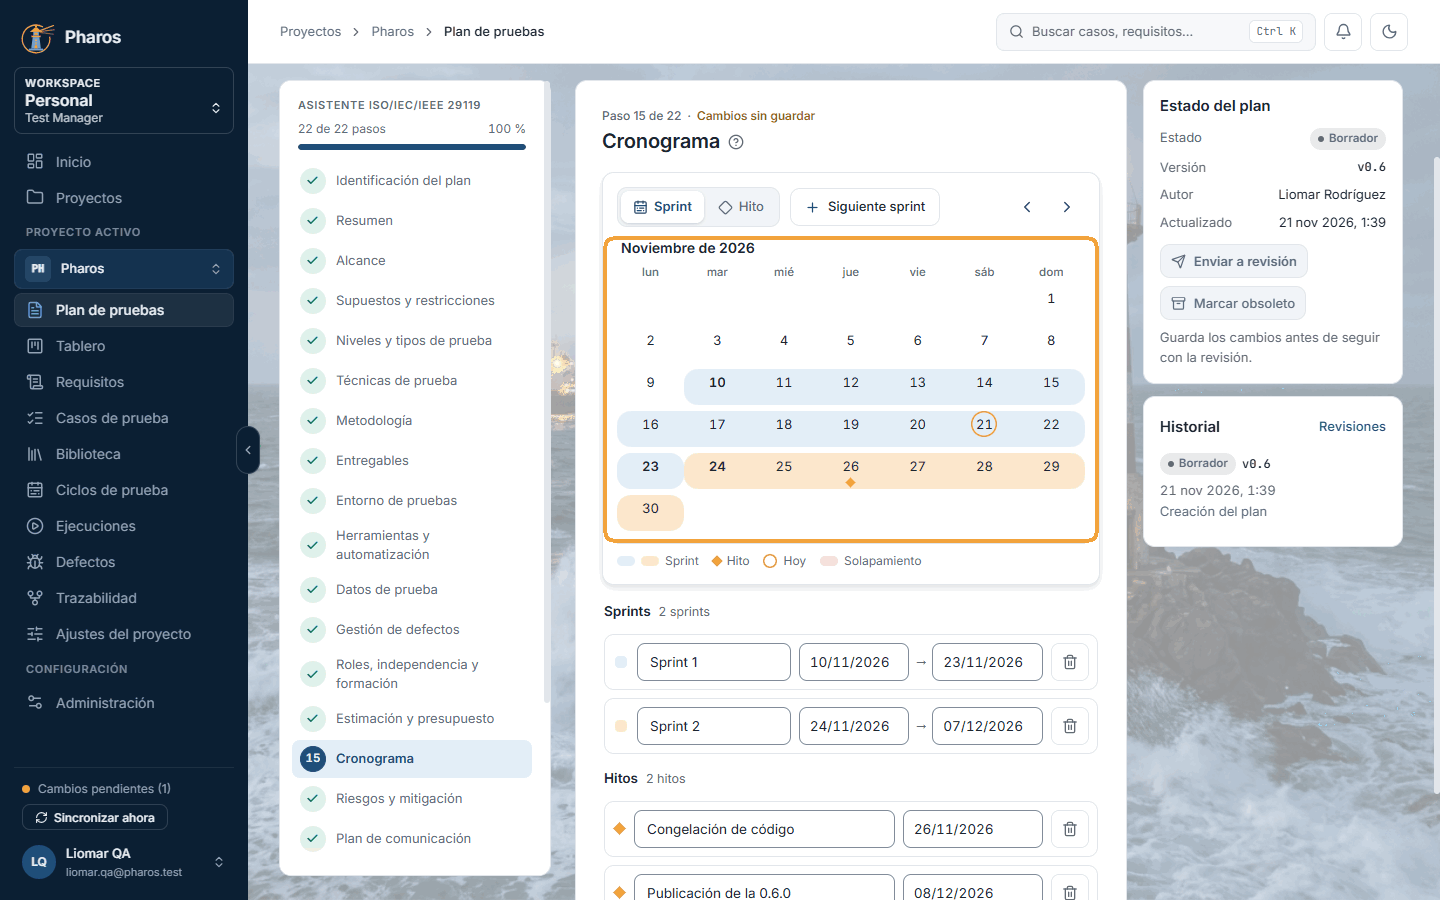 Pharos
WORKSPACE
Personal
Test Manager
Inicio
Proyectos
PROYECTO ACTIVO
PH Pharos
Plan de pruebas
Tablero
Requisitos
Casos de prueba
Biblioteca
Ciclos de prueba
Ejecuciones
Defectos
Trazabilidad
Ajustes del proyecto
CONFIGURACIÓN
Administración
Cambios pendientes (1)
Sincronizar ahora
LQ Liomar QA
liomar.qa@pharos.test
Proyectos > Pharos > Plan de pruebas
Buscar casos, requisitos... Ctrl K
ASISTENTE ISO/IEC/IEEE 29119
22 de 22 pasos 100 %
Identificación del plan
Resumen
Alcance
Supuestos y restricciones
Niveles y tipos de prueba
Técnicas de prueba
Metodología
Entregables
Entorno de pruebas
Herramientas y
automatización
Datos de prueba
Gestión de defectos
Roles, independencia y
formación
Estimación y presupuesto
15 Cronograma
Riesgos y mitigación
Plan de comunicación
Paso 15 de 22 · Cambios sin guardar
Cronograma
Sprint Hito + Siguiente sprint
Noviembre de 2026
lun mar mié jue vie sáb dom
1
2 3 4 5 6 7 8
9 10 11 12 13 14 15
16 17 18 19 20 21 22
23 24 25 26 27 28 29
30
Sprint Hito Hoy Solapamiento
Sprints 2 sprints
Sprint 1 10/11/2026 → 23/11/2026
Sprint 2 24/11/2026 → 07/12/2026
Hitos 2 hitos
Congelación de código 26/11/2026
Publicación de la 0.6.0 08/12/2026
Estado del plan
Estado Borrador
Versión v0.6
Autor Liomar Rodríguez
Actualizado 21 nov 2026, 1:39
Enviar a revisión
Marcar obsoleto
Guarda los cambios antes de seguir
con la revisión.
Historial Revisiones
Borrador v0.6
21 nov 2026, 1:39
Creación del plan